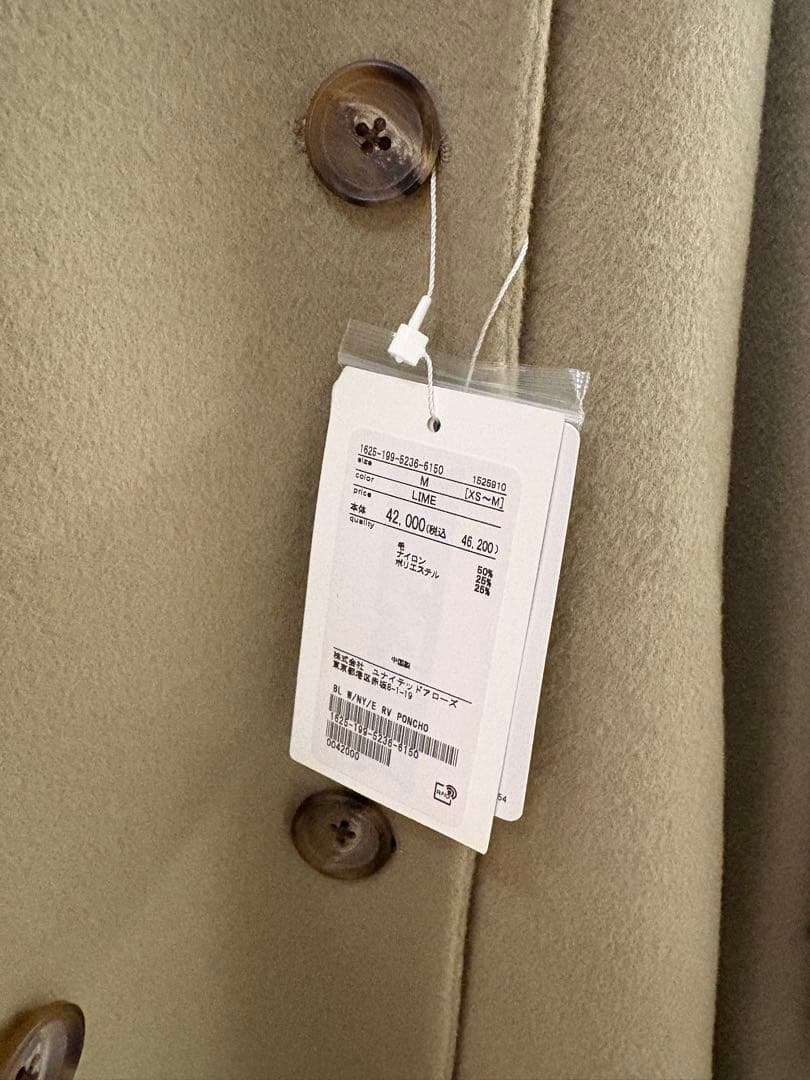 1625-199-5236-6150
size M 1525910
color LIME [XS～M]
price
本体 42,000(税込 46,200)
quality
毛 50%
ナイロン 25%
ポリエステル 25%
中国製
株式会社 ユナイテッドアローズ
東京都港区赤坂8-1-19
BL W/NY/E RV PONCHO
1625-199-5236-6150
0042000
RFID
54